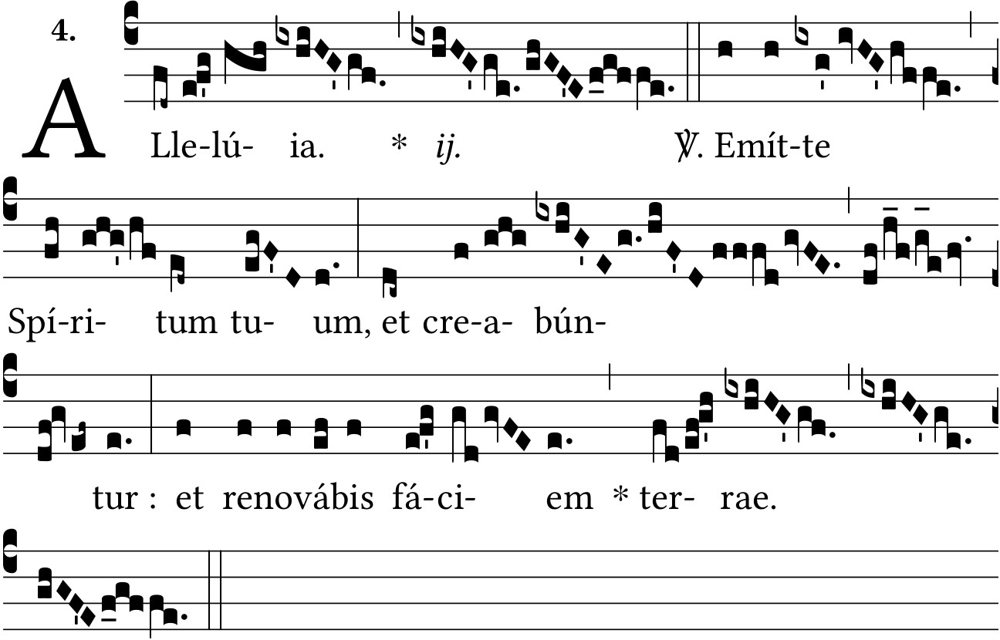 4.
ALle-lú- ia. * ij. ℣. Emít-te
Spí-ri- tum tu- um, et cre-a- bún-
tur : et renovábis fá-ci- em * ter- rae.